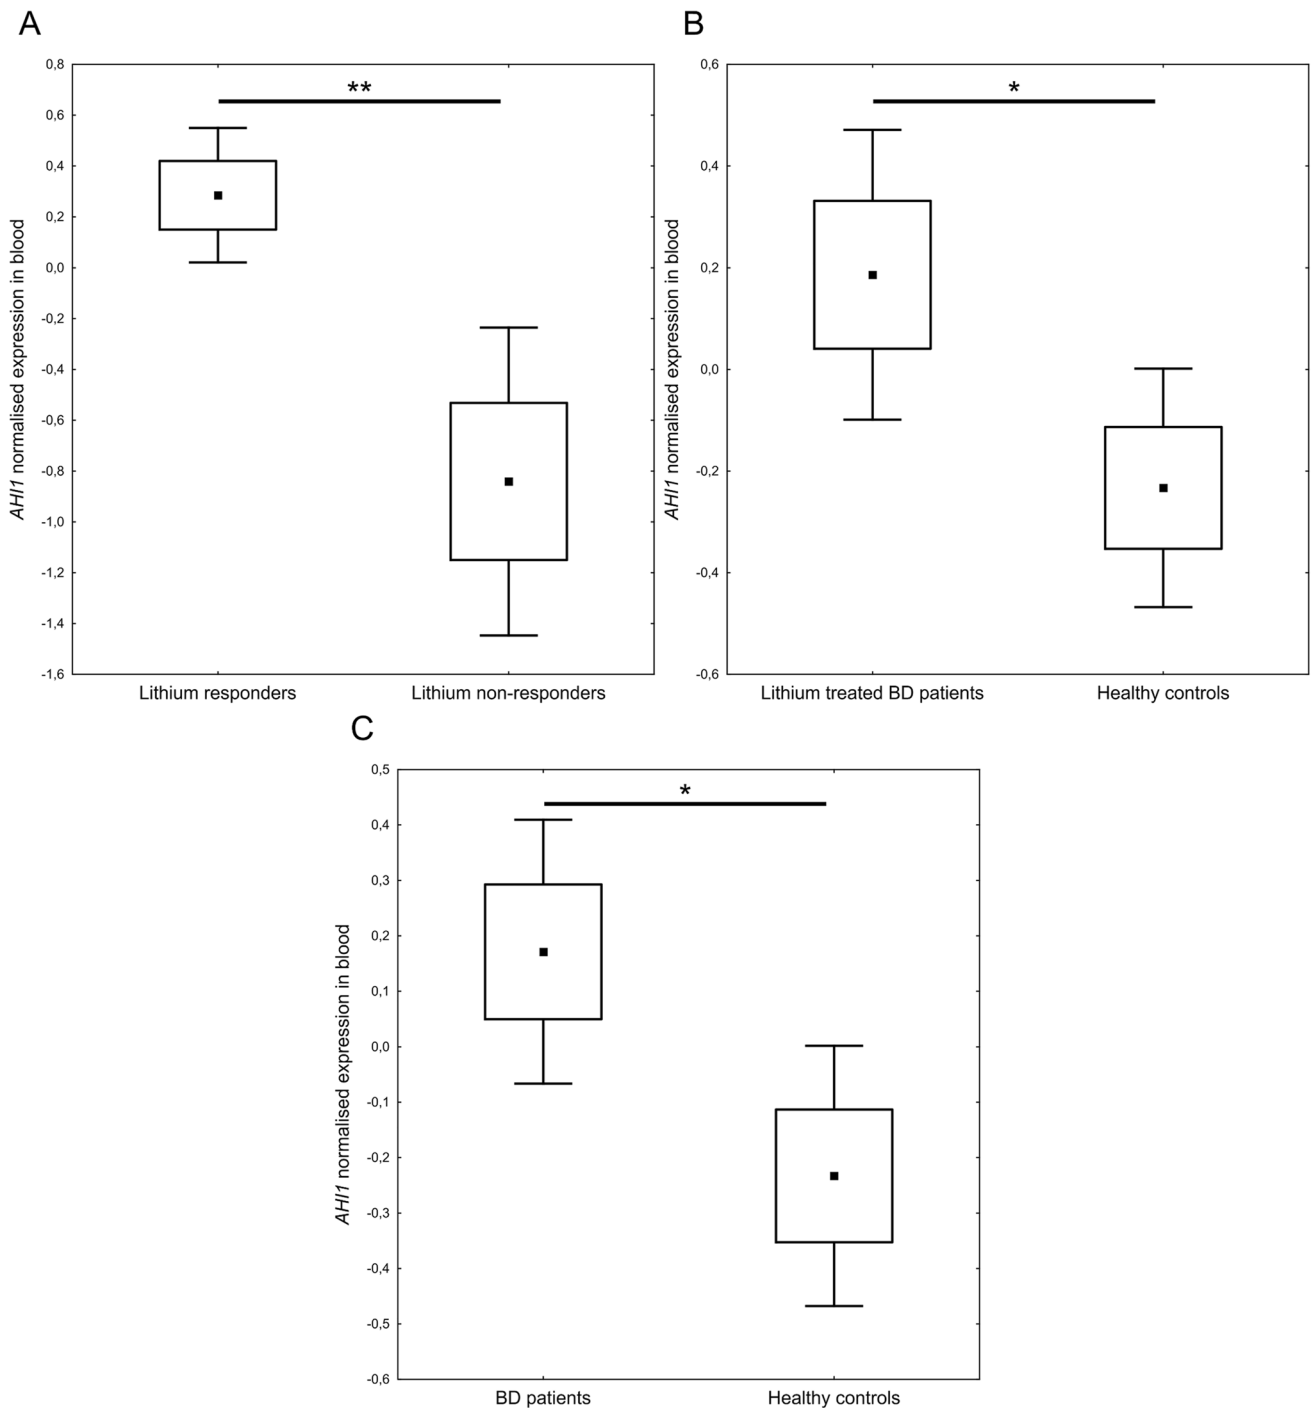 A
AHI1 normalised expression in blood
0,8
0,6
0,4
0,2
0,0
-0,2
-0,4
-0,6
-0,8
-1,0
-1,2
-1,4
-1,6
**
Lithium responders
Lithium non-responders
B
AHI1 normalised expression in blood
0,6
0,4
0,2
0,0
-0,2
-0,4
-0,6
*
Lithium treated BD patients
Healthy controls
C
AHI1 normalised expression in blood
0,5
0,4
0,3
0,2
0,1
0,0
-0,1
-0,2
-0,3
-0,4
-0,5
-0,6
*
BD patients
Healthy controls